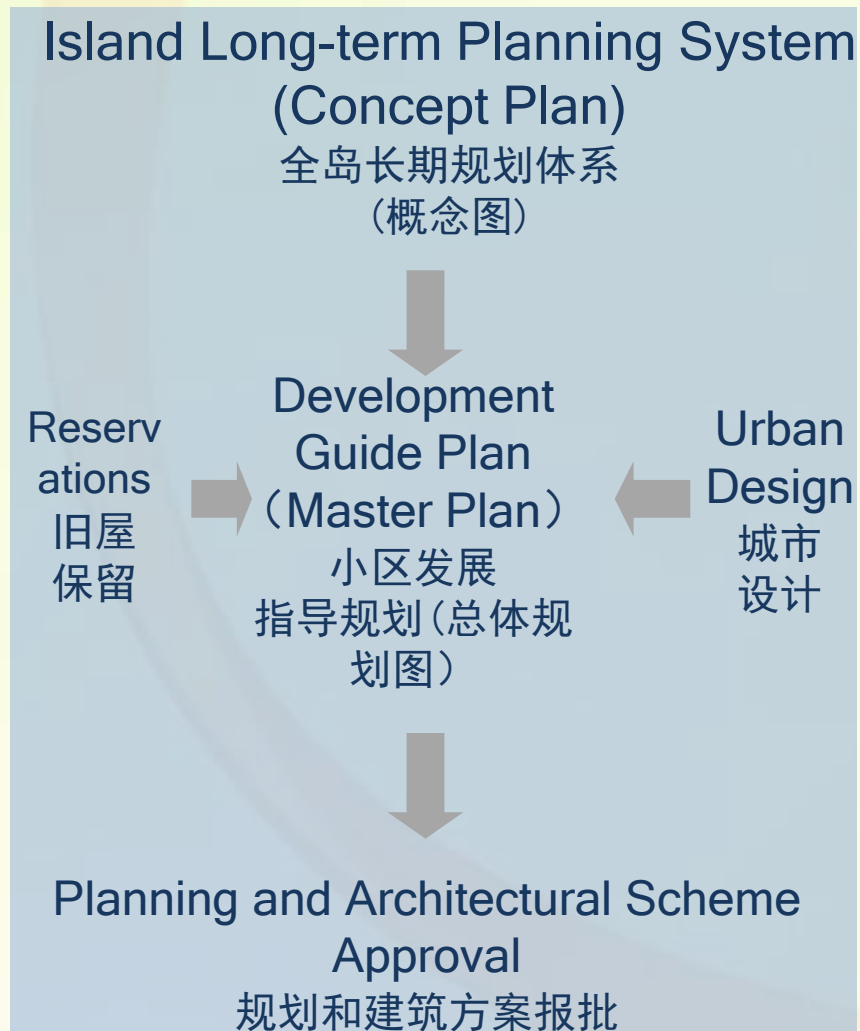 Island Long-term Planning System
(Concept Plan)
全岛长期规划体系
(概念图)
Reserv
ations
旧屋
保留
Development
Guide Plan
（Master Plan）
小区发展
指导规划(总体规
划图）
Urban
Design
城市
设计
Planning and Architectural Scheme
Approval
规划和建筑方案报批